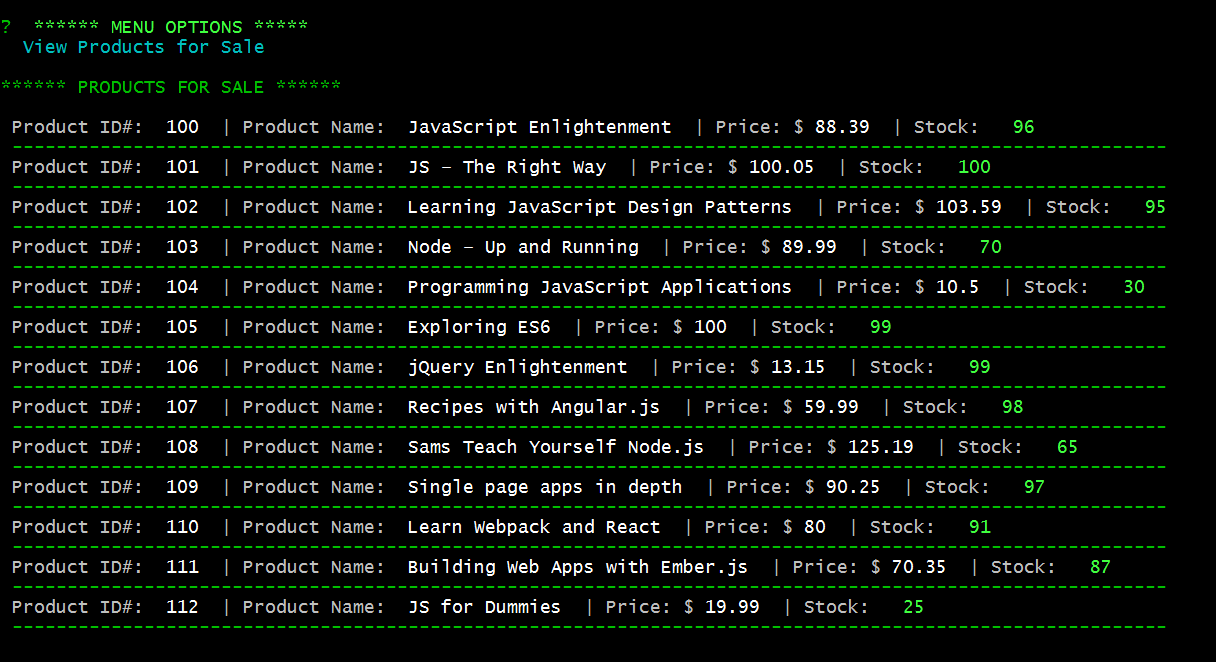 ?  ****** MENU OPTIONS *****
View Products for Sale
****** PRODUCTS FOR SALE ******
Product ID#:  100  | Product Name:  JavaScript Enlightenment  | Price: $ 88.39  | Stock:   96
---------------------------------------------------------------------------------------------------------
Product ID#:  101  | Product Name:  JS - The Right Way  | Price: $ 100.05  | Stock:   100
---------------------------------------------------------------------------------------------------------
Product ID#:  102  | Product Name:  Learning JavaScript Design Patterns  | Price: $ 103.59  | Stock:   95
---------------------------------------------------------------------------------------------------------
Product ID#:  103  | Product Name:  Node - Up and Running  | Price: $ 89.99  | Stock:   70
---------------------------------------------------------------------------------------------------------
Product ID#:  104  | Product Name:  Programming JavaScript Applications  | Price: $ 10.5  | Stock:   30
---------------------------------------------------------------------------------------------------------
Product ID#:  105  | Product Name:  Exploring ES6  | Price: $ 100  | Stock:   99
---------------------------------------------------------------------------------------------------------
Product ID#:  106  | Product Name:  jQuery Enlightenment  | Price: $ 13.15  | Stock:   99
---------------------------------------------------------------------------------------------------------
Product ID#:  107  | Product Name:  Recipes with Angular.js  | Price: $ 59.99  | Stock:   98
---------------------------------------------------------------------------------------------------------
Product ID#:  108  | Product Name:  Sams Teach Yourself Node.js  | Price: $ 125.19  | Stock:   65
---------------------------------------------------------------------------------------------------------
Product ID#:  109  | Product Name:  Single page apps in depth  | Price: $ 90.25  | Stock:   97
---------------------------------------------------------------------------------------------------------
Product ID#:  110  | Product Name:  Learn Webpack and React  | Price: $ 80  | Stock:   91
---------------------------------------------------------------------------------------------------------
Product ID#:  111  | Product Name:  Building Web Apps with Ember.js  | Price: $ 70.35  | Stock:   87
---------------------------------------------------------------------------------------------------------
Product ID#:  112  | Product Name:  JS for Dummies  | Price: $ 19.99  | Stock:   25
---------------------------------------------------------------------------------------------------------